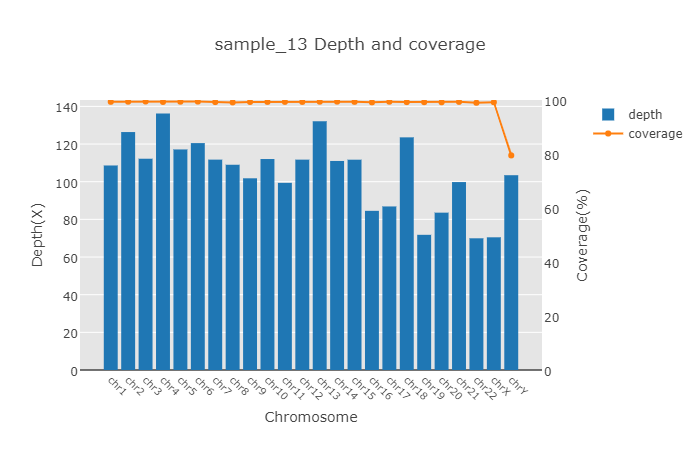 sample_13 Depth and coverage
depth
coverage
140
120
100
80
60
40
20
0
Depth(X)
100
80
60
40
20
0
Coverage(%)
chr1
chr2
chr3
chr4
chr5
chr6
chr7
chr8
chr9
chr10
chr11
chr12
chr13
chr14
chr15
chr16
chr17
chr18
chr19
chr20
chr21
chr22
chrX
chrY
Chromosome